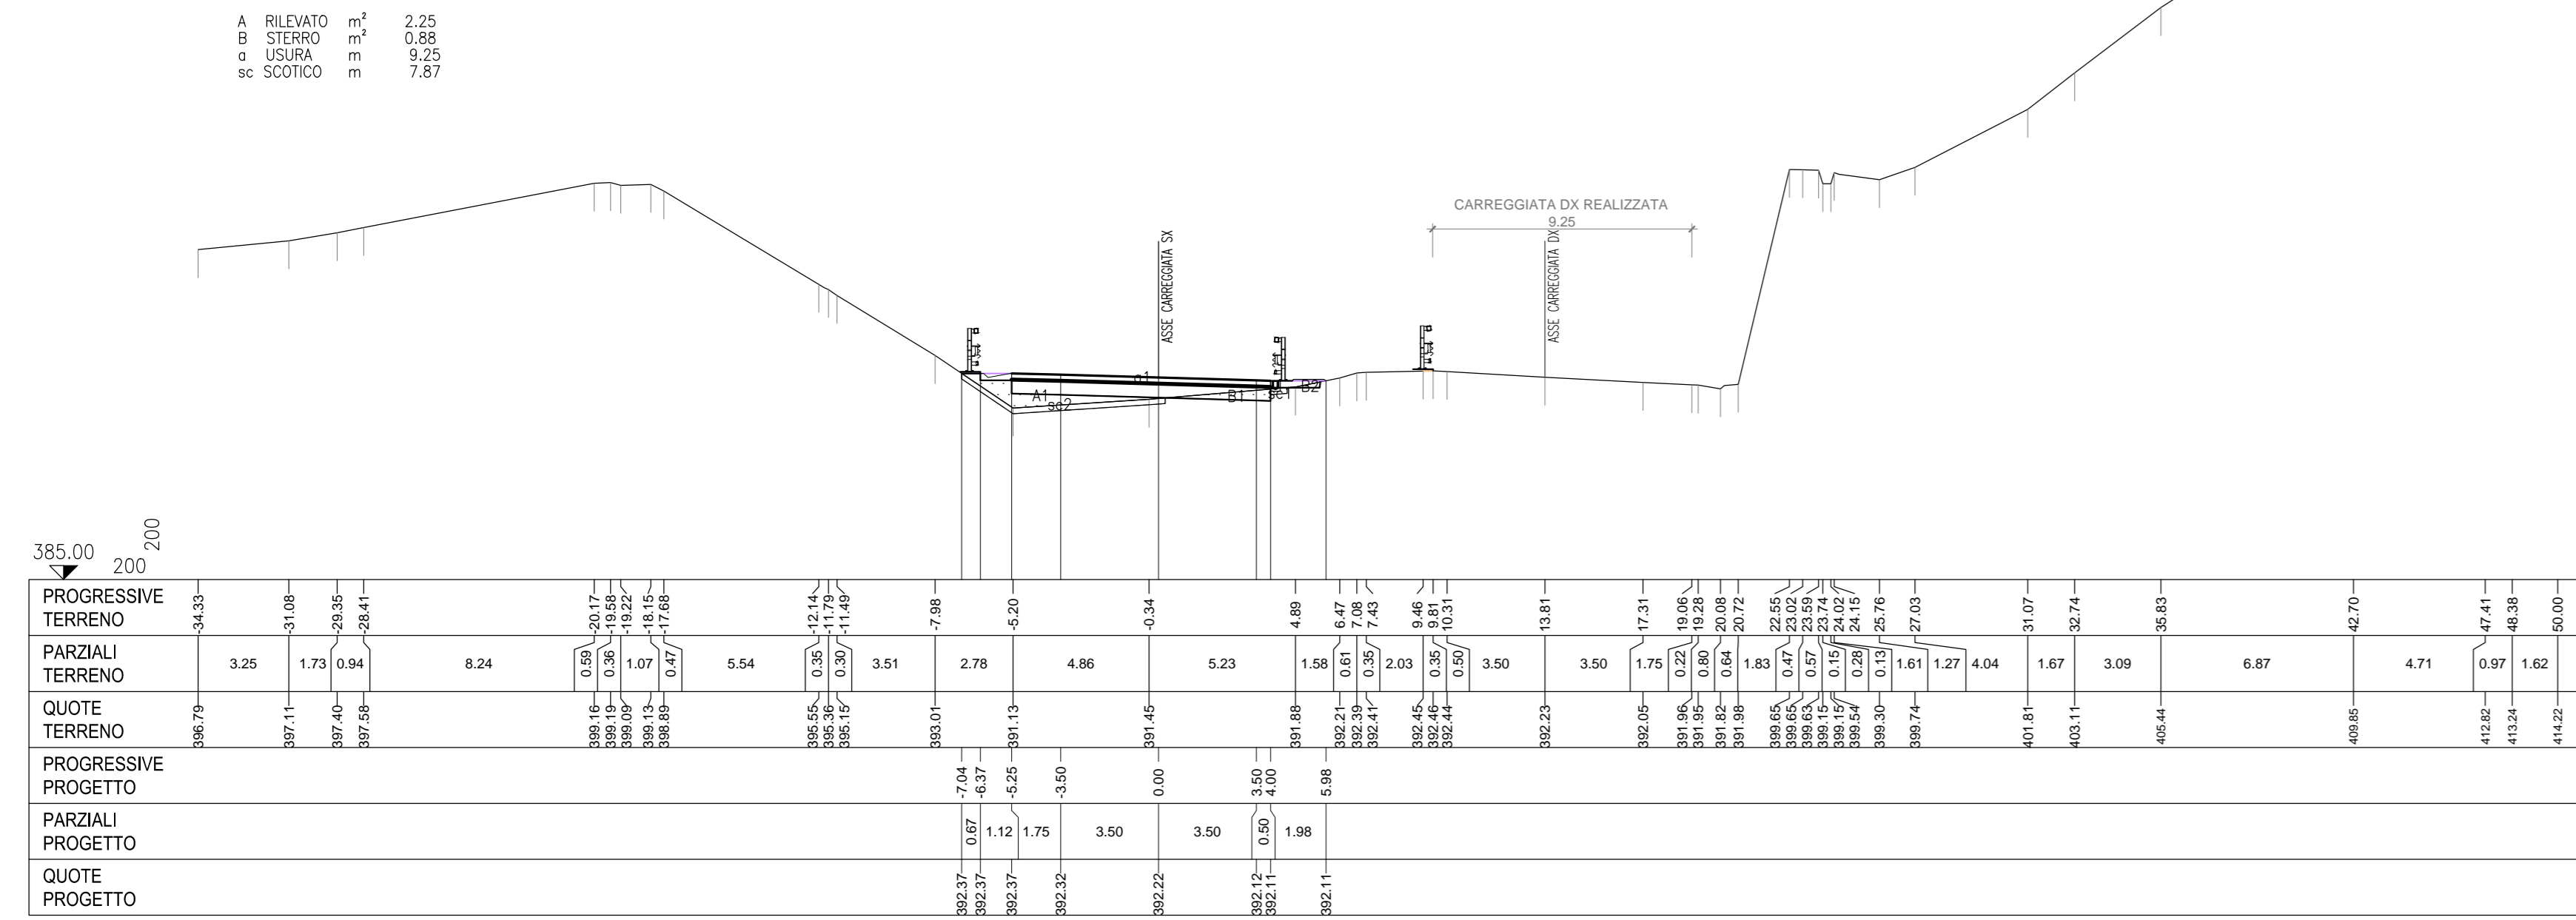 A RILEVATO m² 2.25
B STERRO m² 0.88
a USURA m 9.25
sc SCOTICO m 7.87
CARREGGIATA DX REALIZZATA
9.25
ASSE CARREGGIATA SX
ASSE CARREGGIATA DX
a1
A1
sc2
B1
sc1
B2
385.00
200
200
PROGRESSIVE TERRENO
-34.33 -31.08 -29.35 -28.41 -20.17 -19.58 -19.22 -18.15 -17.68 -12.14 -11.79 -11.49 -7.98 -5.20 -0.34 4.89 6.47 7.08 7.43 9.46 9.81 10.31 13.81 17.31 19.06 19.28 20.08 20.72 22.55 23.02 23.59 23.74 24.02 24.15 25.76 27.03 31.07 32.74 35.83 42.70 47.41 48.38 50.00
PARZIALI TERRENO
3.25 1.73 0.94 8.24 0.59 0.36 1.07 0.47 5.54 0.35 0.30 3.51 2.78 4.86 5.23 1.58 0.61 0.35 2.03 0.35 0.50 3.50 3.50 1.75 0.22 0.80 0.64 1.83 0.47 0.57 0.15 0.28 0.13 1.61 1.27 4.04 1.67 3.09 6.87 4.71 0.97 1.62
QUOTE TERRENO
396.79 397.11 397.40 397.58 399.16 399.19 399.09 399.13 398.89 395.55 395.36 395.15 393.01 391.13 391.45 391.88 392.21 392.39 392.41 392.45 392.46 392.44 392.23 392.05 391.96 391.95 391.82 391.98 399.65 399.65 399.63 399.15 399.15 399.54 399.30 399.74 401.81 403.11 405.44 409.85 412.82 413.24 414.22
PROGRESSIVE PROGETTO
-7.04 -6.37 -5.25 -3.50 0.00 3.50 4.00 5.98
PARZIALI PROGETTO
0.67 1.12 1.75 3.50 3.50 0.50 1.98
QUOTE PROGETTO
392.37 392.37 392.37 392.32 392.22 392.12 392.11 392.11